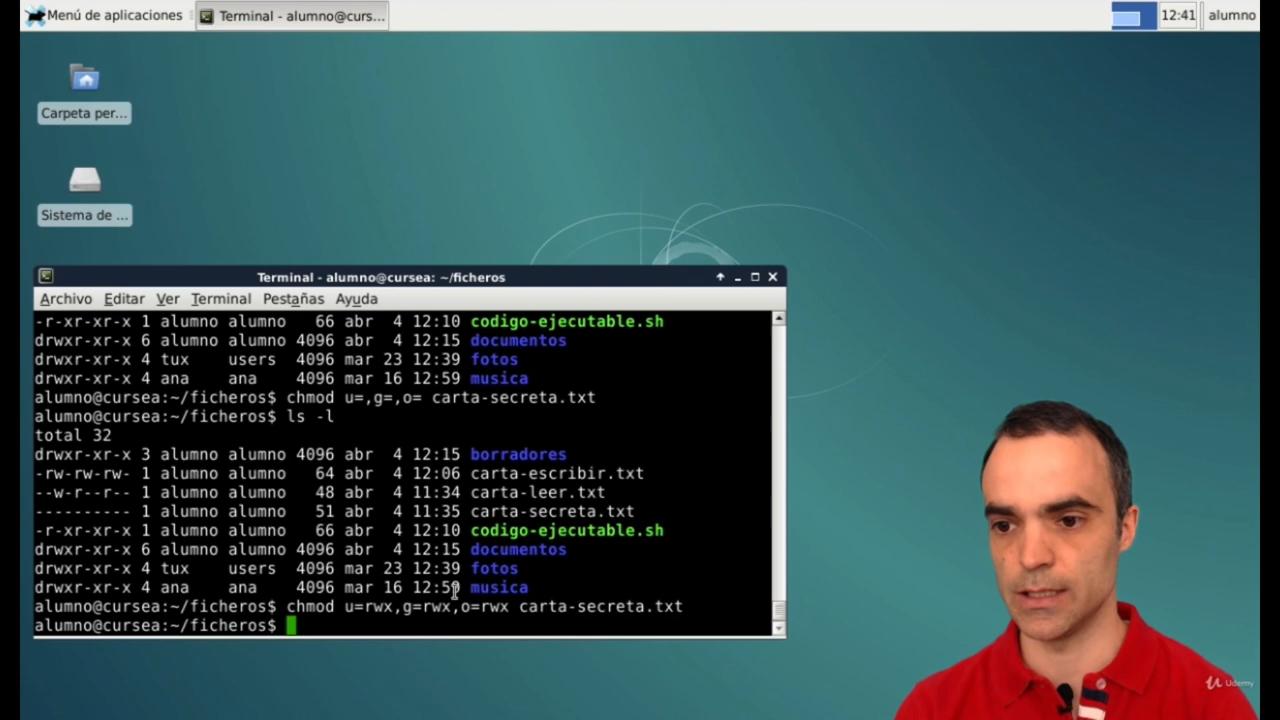 Menú de aplicaciones
Terminal - alumno@curs...
12:41
alumno
Carpeta per...
Sistema de ...
Terminal - alumno@cursea: ~/ficheros
Archivo Editar Ver Terminal Pestañas Ayuda
-r-xr-xr-x 1 alumno alumno   66 abr  4 12:10 codigo-ejecutable.sh
drwxr-xr-x 6 alumno alumno 4096 abr  4 12:15 documentos
drwxr-xr-x 4 tux    users  4096 mar 23 12:39 fotos
drwxr-xr-x 4 ana    ana    4096 mar 16 12:59 musica
alumno@cursea:~/ficheros$ chmod u=,g=,o= carta-secreta.txt
alumno@cursea:~/ficheros$ ls -l
total 32
drwxr-xr-x 3 alumno alumno 4096 abr  4 12:15 borradores
-rw-rw-rw- 1 alumno alumno   64 abr  4 12:06 carta-escribir.txt
--w-r--r-- 1 alumno alumno   48 abr  4 11:34 carta-leer.txt
---------- 1 alumno alumno   51 abr  4 11:35 carta-secreta.txt
-r-xr-xr-x 1 alumno alumno   66 abr  4 12:10 codigo-ejecutable.sh
drwxr-xr-x 6 alumno alumno 4096 abr  4 12:15 documentos
drwxr-xr-x 4 tux    users  4096 mar 23 12:39 fotos
drwxr-xr-x 4 ana    ana    4096 mar 16 12:59 musica
alumno@cursea:~/ficheros$ chmod u=rwx,g=rwx,o=rwx carta-secreta.txt
alumno@cursea:~/ficheros$
Udemy